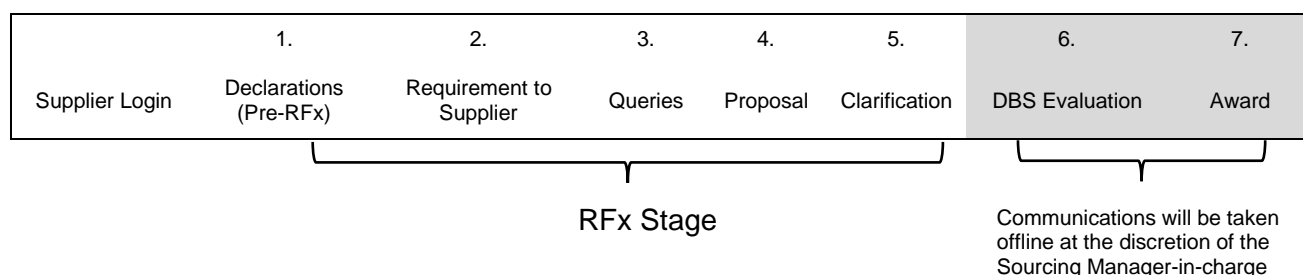 1. 2. 3. 4. 5. 6. 7.
Supplier Login Declarations (Pre-RFx) Requirement to Supplier Queries Proposal Clarification DBS Evaluation Award
RFx Stage
Communications will be taken
offline at the discretion of the
Sourcing Manager-in-charge